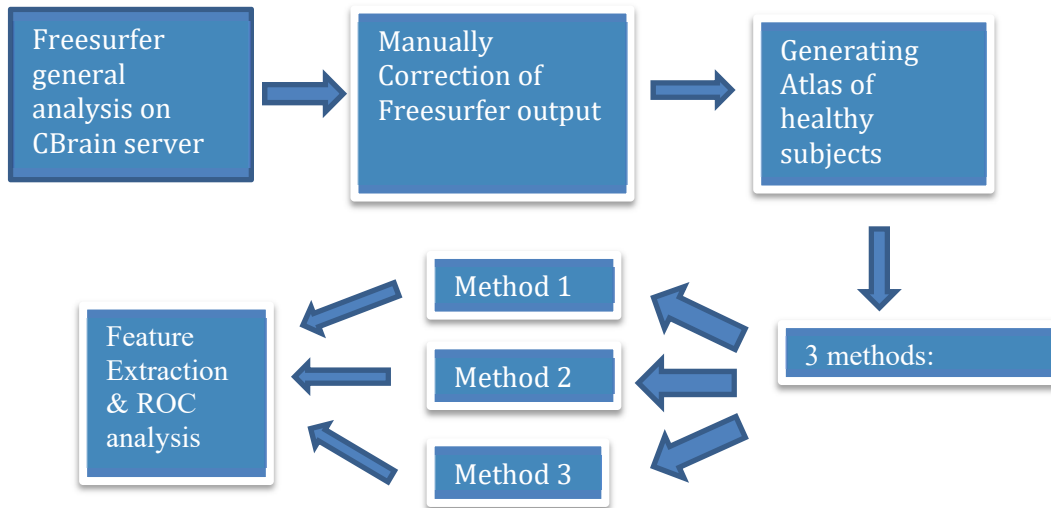 Freesurfer
general
analysis on
CBrain server
Manually
Correction of
Freesurfer output
Generating
Atlas of
healthy
subjects
3 methods:
Method 1
Method 2
Method 3
Feature
Extraction
& ROC
analysis